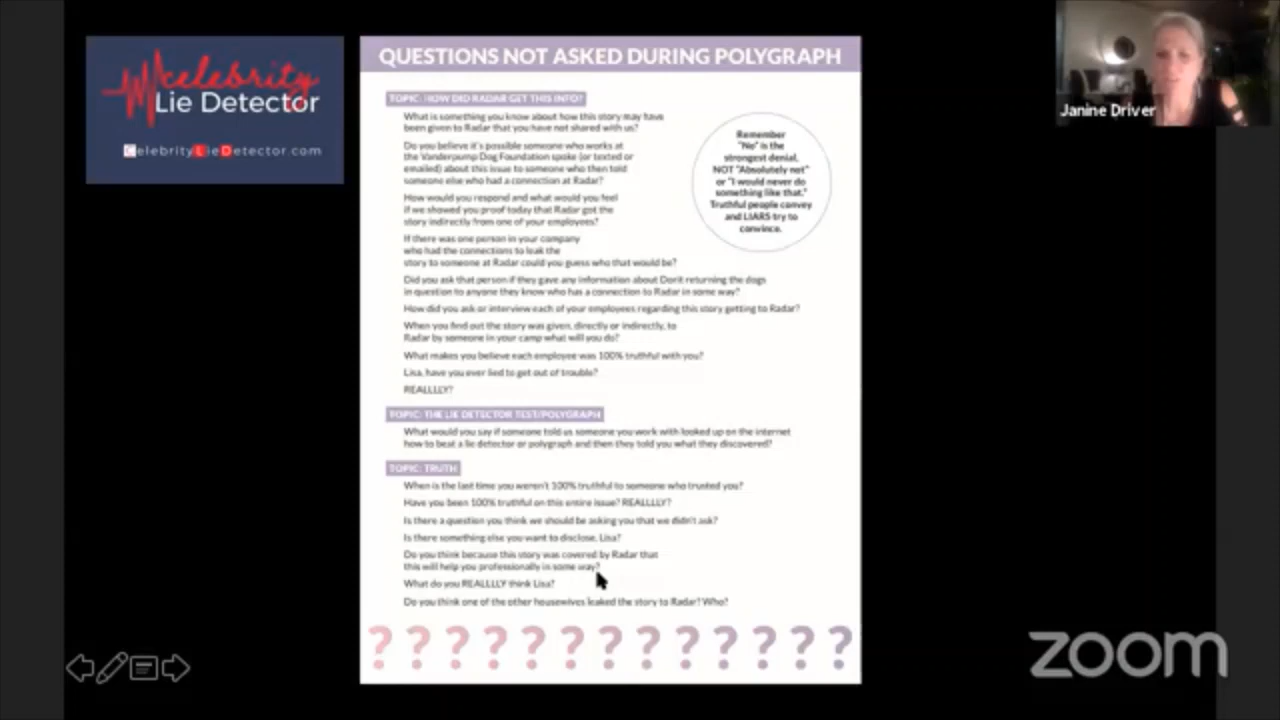 celebrity
Lie Detector
CelebrityLieDetector.com
QUESTIONS NOT ASKED DURING POLYGRAPH
TOPIC: HOW DID RADAR GET THIS INFO?
What is something you know about how this story may have
been given to Radar that you have not shared with us?
Do you believe it's possible someone who works at
the Vanderpump Dog Foundation spoke (or texted or
emailed) about this issue to someone who then told
someone else who had a connection at Radar?
How would you respond and what would you feel
if we showed you proof today that Radar got the
story indirectly from one of your employees?
If there was one person in your company
who had the connections to leak the
story to someone at Radar could you guess who that would be?
Did you ask that person if they gave any information about Dorit returning the dogs
in question to anyone they know who has a connection to Radar in some way?
How did you ask or interview each of your employees regarding this story getting to Radar?
When you find out the story was given, directly or indirectly, to
Radar by someone in your camp what will you do?
What makes you believe each employee was 100% truthful with you?
Lisa, have you ever lied to get out of trouble?
REALLLLY?
Remember
"No" is the
strongest denial,
NOT "Absolutely not"
or "I would never do
something like that."
Truthful people convey
and LIARS try to
convince.
TOPIC: THE LIE DETECTOR TEST/POLYGRAPH
What would you say if someone told us someone you work with looked up on the internet
how to beat a lie detector or polygraph and then they told you what they discovered?
TOPIC: TRUTH
When is the last time you weren't 100% truthful to someone who trusted you?
Have you been 100% truthful on this entire issue? REALLLLY?
Is there a question you think we should be asking you that we didn't ask?
Is there something else you want to disclose, Lisa?
Do you think because this story was covered by Radar that
this will help you professionally in some way?
What do you REALLLLY think Lisa?
Do you think one of the other housewives leaked the story to Radar? Who?
? ? ? ? ? ? ? ? ? ? ? ? ?
Janine Driver
zoom